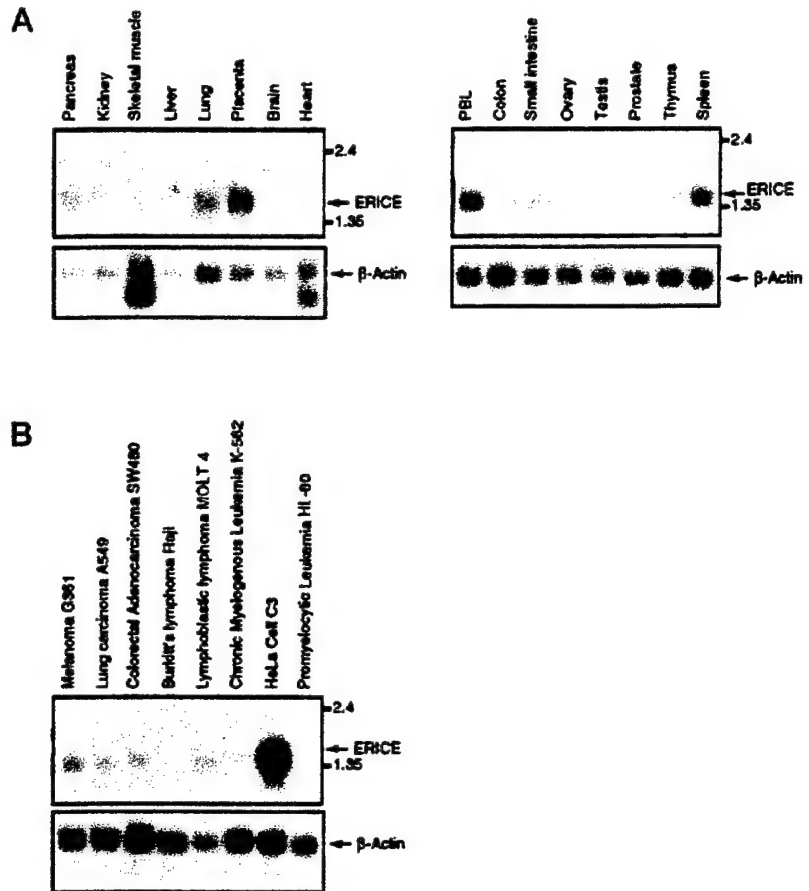 A
Pancreas
Kidney
Skeletal muscle
Liver
Lung
Placenta
Brain
Heart
2.4
ERICE
1.35
β-Actin
PBL
Colon
Small intestine
Ovary
Testis
Prostate
Thymus
Spleen
2.4
ERICE
1.35
β-Actin
B
Melanoma G361
Lung carcinoma A549
Colorectal Adenocarcinoma SW480
Burkitt's lymphoma Raji
Lymphoblastic lymphoma MOLT 4
Chronic Myelogenous Leukemia K-562
HeLa Cell C3
Promyelocytic Leukemia HL-60
2.4
ERICE
1.35
β-Actin